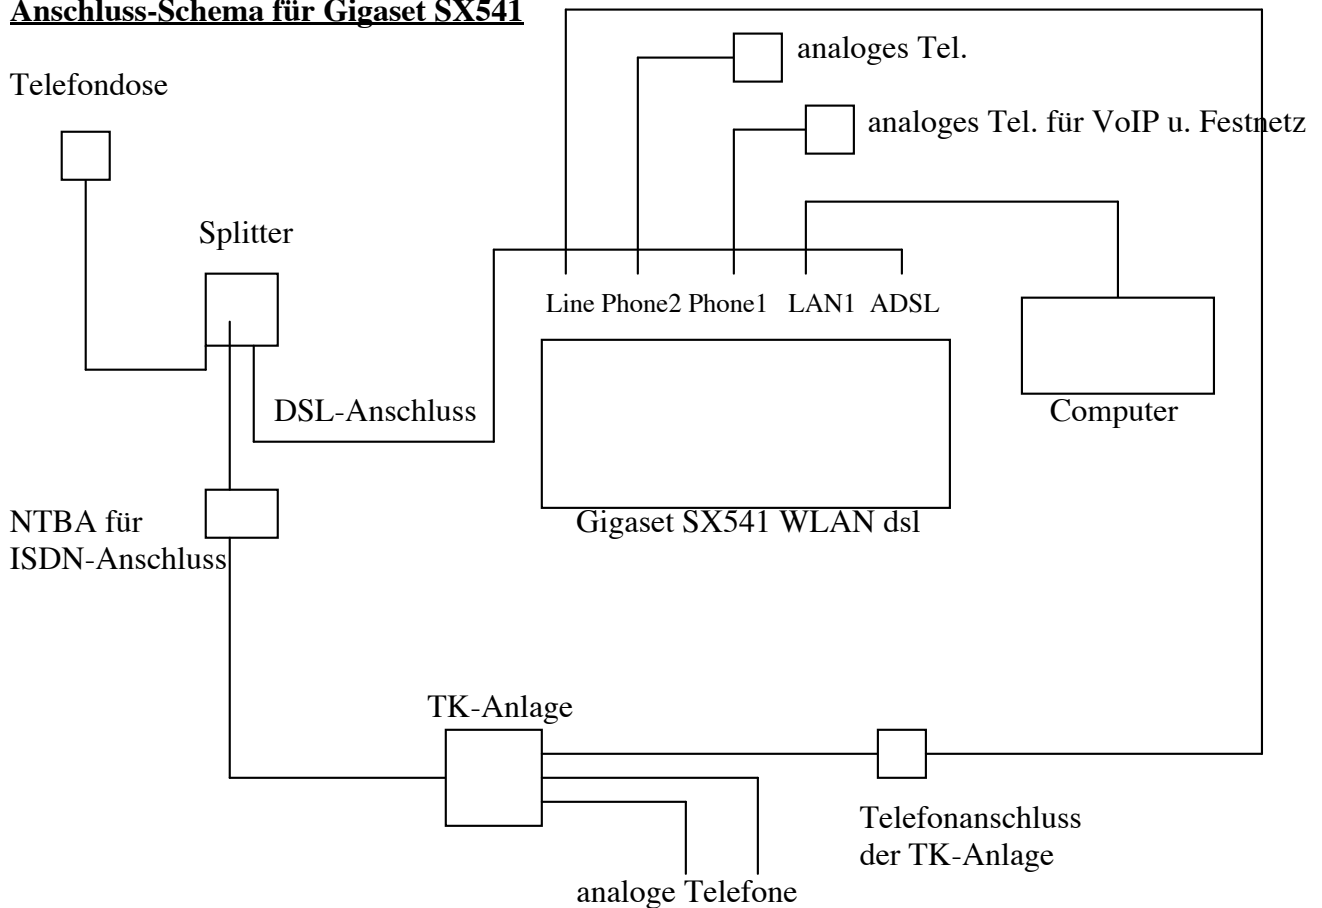 Anschluss-Schema für Gigaset SX541
analoges Tel.
Telefondose
analoges Tel. für VoIP u. Festnetz
Splitter
Line Phone2 Phone1 LAN1 ADSL
DSL-Anschluss
Computer
NTBA für
ISDN-Anschluss
Gigaset SX541 WLAN dsl
TK-Anlage
Telefonanschluss
der TK-Anlage
analoge Telefone